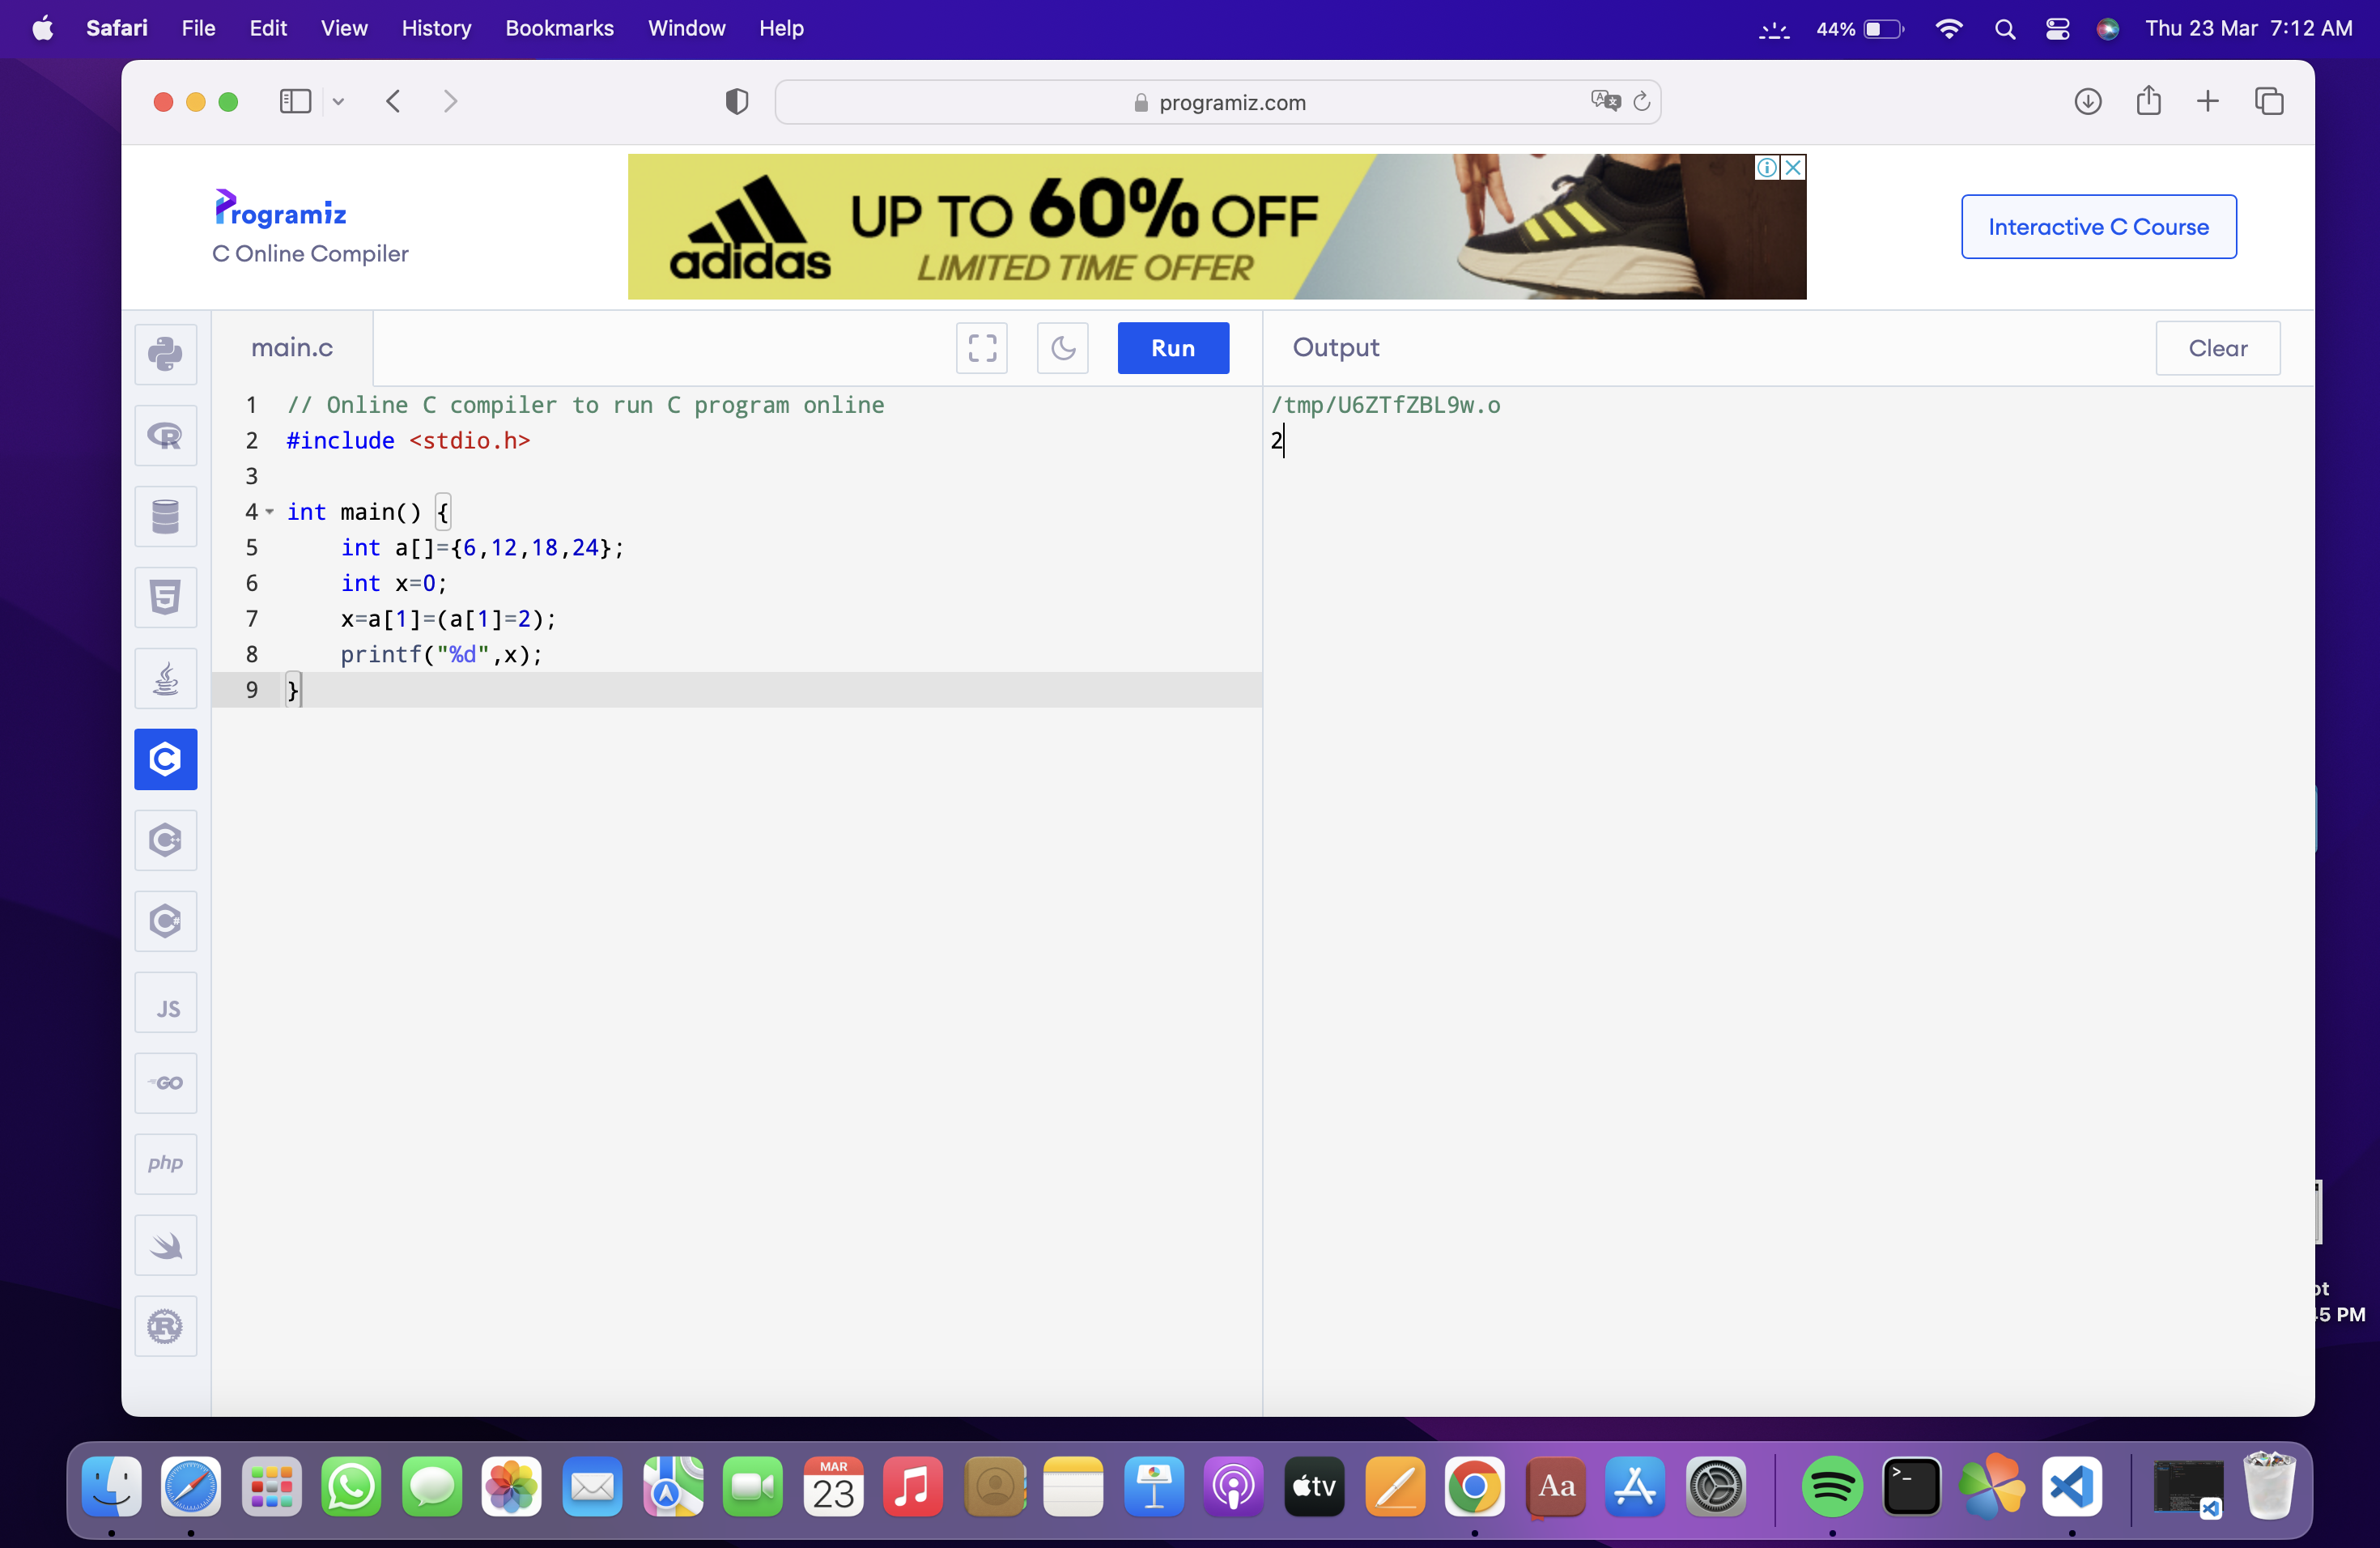 Safari File Edit View History Bookmarks Window Help 44% Thu 23 Mar 7:12 AM
programiz.com
Programiz
C Online Compiler
adidas
UP TO 60% OFF
LIMITED TIME OFFER
Interactive C Course
main.c
Run
Output
Clear
1 // Online C compiler to run C program online
2 #include <stdio.h>
3
4 int main() {
5     int a[]={6,12,18,24};
6     int x=0;
7     x=a[1]=(a[1]=2);
8     printf("%d",x);
9 }
/tmp/U6ZTfZBL9w.o
2
R
5
C
C
C#
JS
GO
php
R
ot
45 PM
MAR
23
tv
Aa
>_